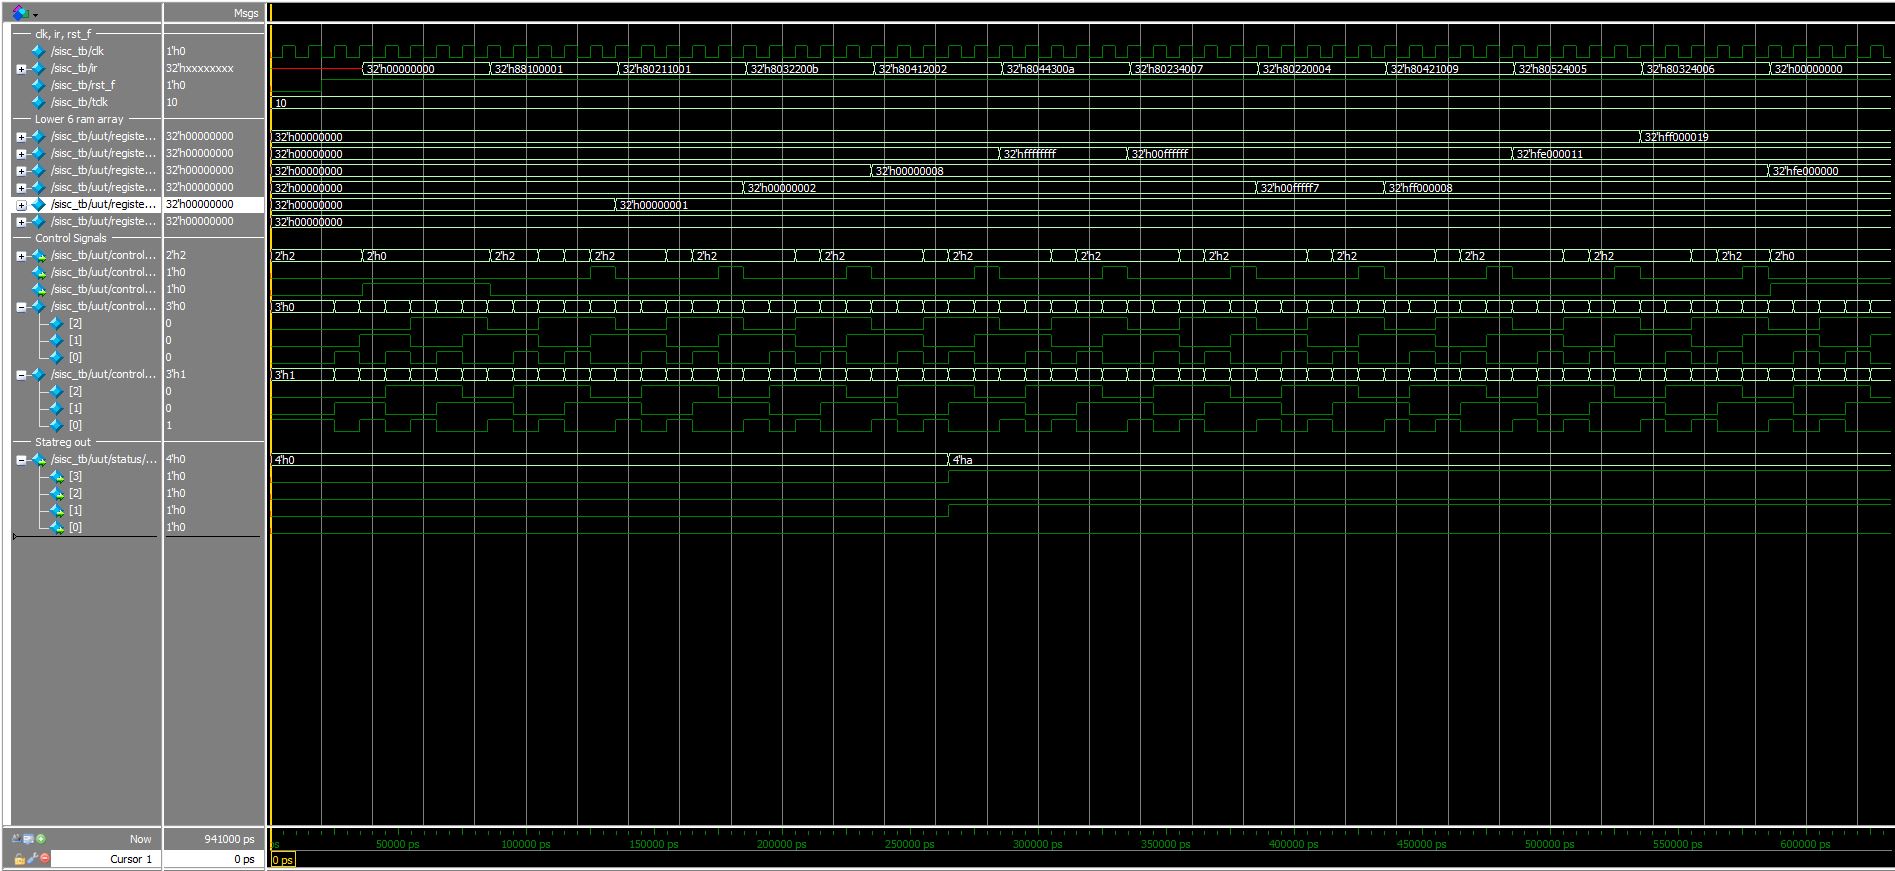 Msgs
clk, ir, rst_f
/sisc_tb/clk 1'h0
/sisc_tb/ir 32'hxxxxxxxx 32'h00000000 32'h88100001 32'h80211001 32'h8032200b 32'h80412002 32'h8044300a 32'h80234007 32'h80220004 32'h80421009 32'h80524005 32'h80324006 32'h00000000
/sisc_tb/rst_f 1'h0
/sisc_tb/tclk 10 10
Lower 6 ram array
/sisc_tb/uut/registe... 32'h00000000 32'h00000000 32'hff000019
/sisc_tb/uut/registe... 32'h00000000 32'h00000000 32'hffffffff 32'h00ffffff 32'hfe000011
/sisc_tb/uut/registe... 32'h00000000 32'h00000000 32'h00000008 32'hfe000000
/sisc_tb/uut/registe... 32'h00000000 32'h00000000 32'h00000002 32'h00fffff7 32'hff000008
/sisc_tb/uut/registe... 32'h00000000 32'h00000000 32'h00000001
/sisc_tb/uut/registe... 32'h00000000 32'h00000000
Control Signals
/sisc_tb/uut/control... 2'h2 2'h2 2'h0 2'h2 2'h2 2'h2 2'h2 2'h2 2'h2 2'h2 2'h2 2'h2 2'h2 2'h2 2'h0
/sisc_tb/uut/control... 1'h0
/sisc_tb/uut/control... 1'h0
/sisc_tb/uut/control... 3'h0 3'h0
[2] 0
[1] 0
[0] 0
/sisc_tb/uut/control... 3'h1 3'h1
[2] 0
[1] 0
[0] 1
Statreg out
/sisc_tb/uut/status/... 4'h0 4'h0 4'ha
[3] 1'h0
[2] 1'h0
[1] 1'h0
[0] 1'h0
Now 941000 ps ps 50000 ps 100000 ps 150000 ps 200000 ps 250000 ps 300000 ps 350000 ps 400000 ps 450000 ps 500000 ps 550000 ps 600000 ps
Cursor 1 0 ps 0 ps